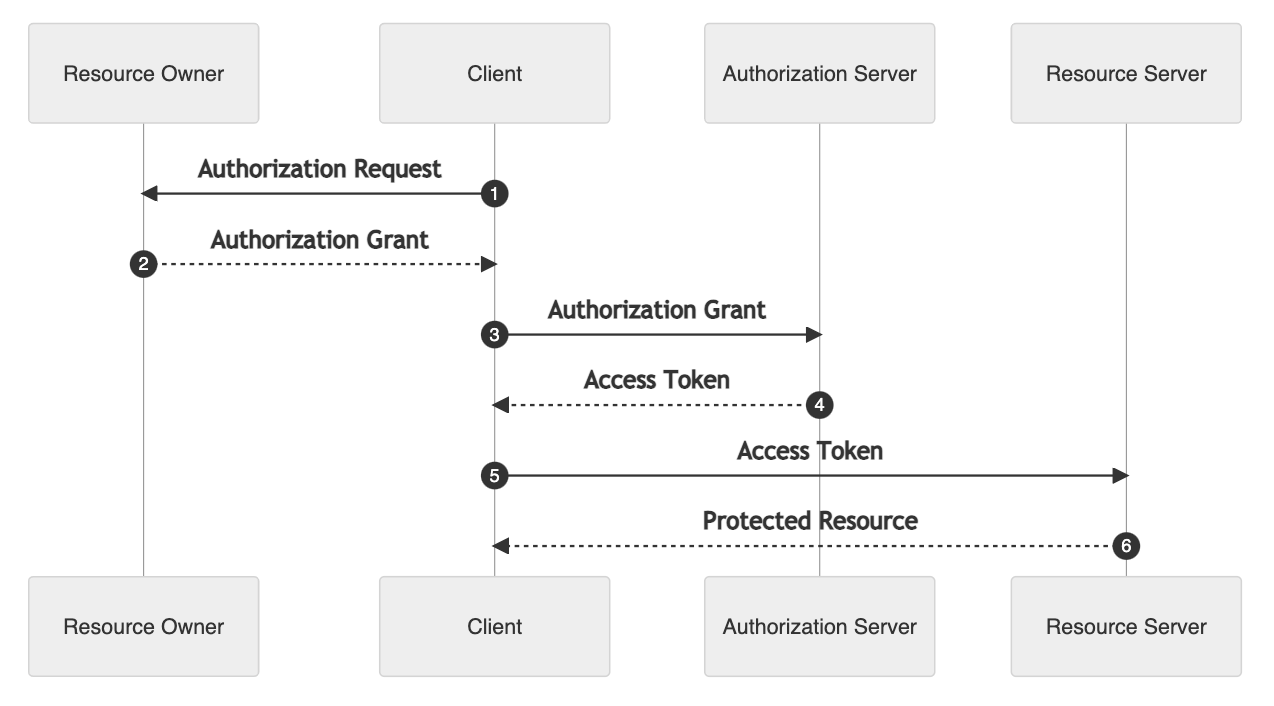 Resource Owner
Client
Authorization Server
Resource Server
Authorization Request
1
Authorization Grant
2
Authorization Grant
3
Access Token
4
Access Token
5
Protected Resource
6
Resource Owner
Client
Authorization Server
Resource Server